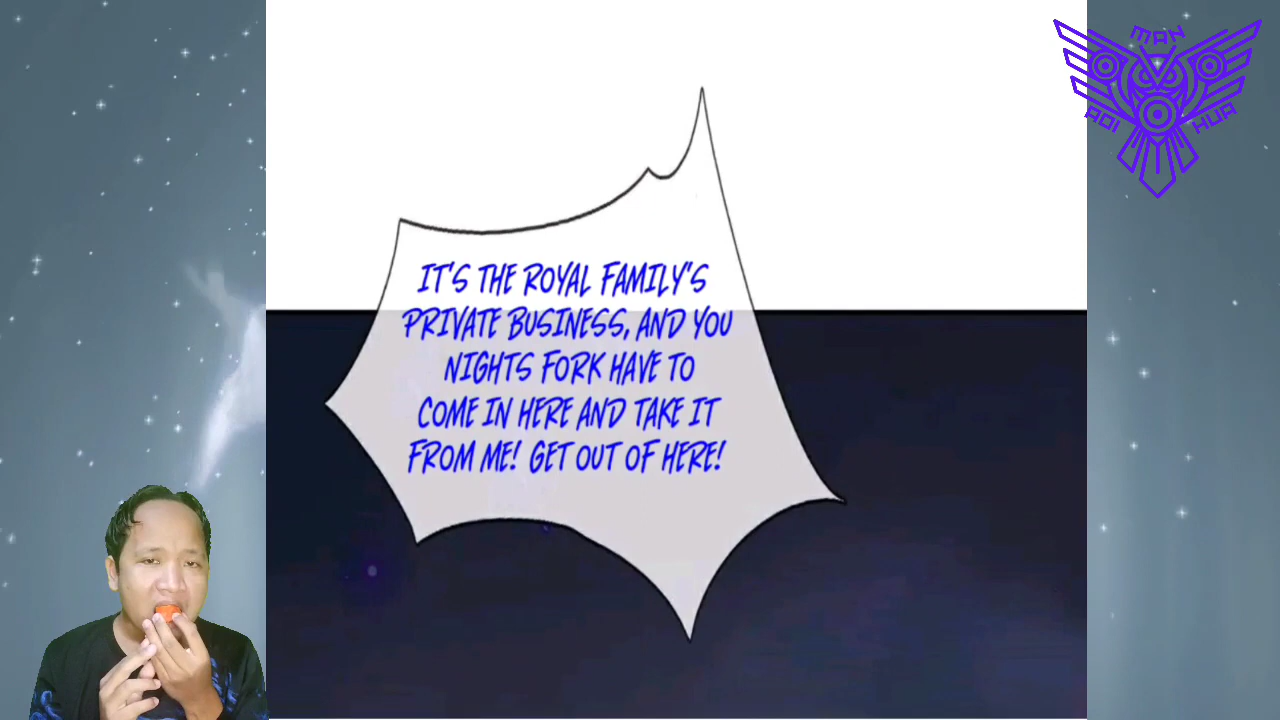 IT'S THE ROYAL FAMILY'S
PRIVATE BUSINESS, AND YOU
NIGHTS FORK HAVE TO
COME IN HERE AND TAKE IT
FROM ME! GET OUT OF HERE!
MAN
AOI HUA